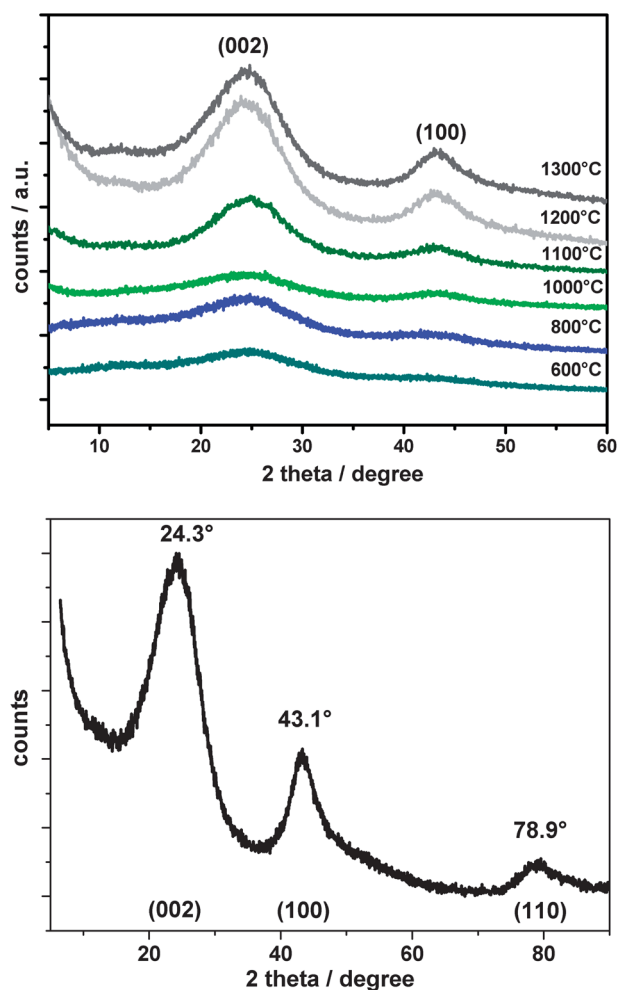 (002)
(100)
1300°C
1200°C
1100°C
1000°C
800°C
600°C
counts / a.u.
10 20 30 40 50 60
2 theta / degree
24.3°
43.1°
78.9°
counts
(002) (100) (110)
20 40 60 80
2 theta / degree